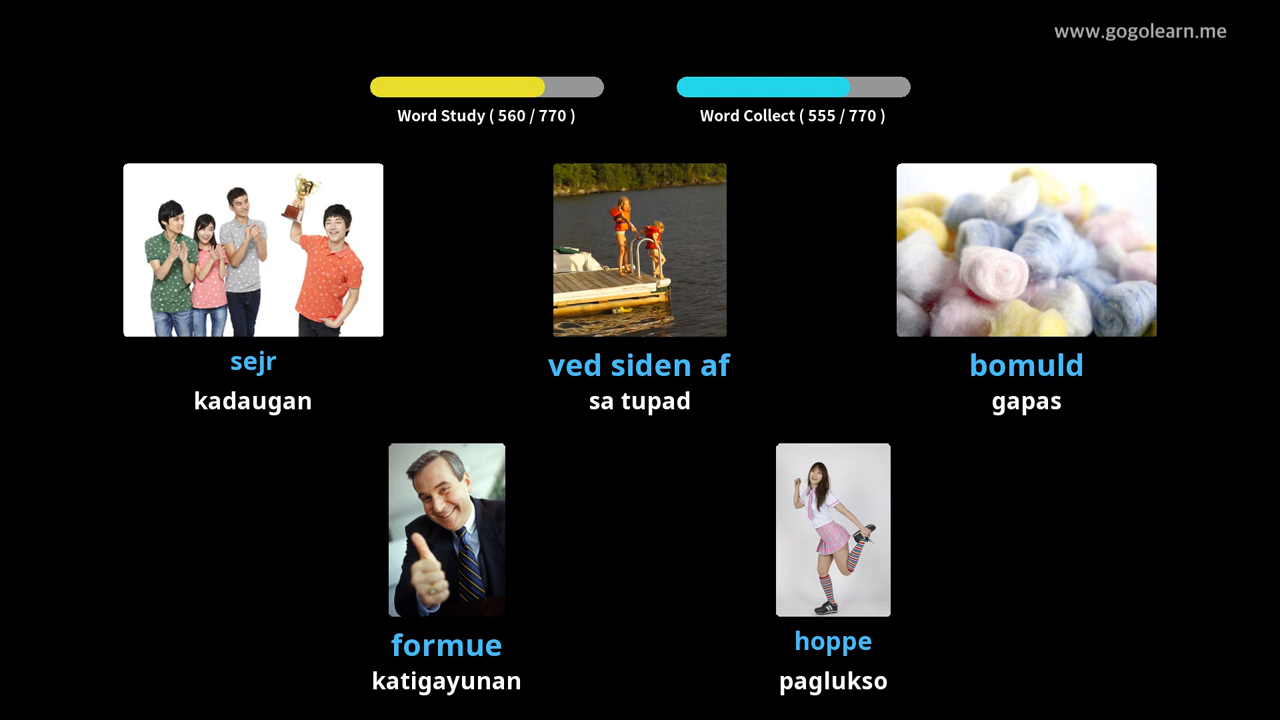 www.gogolearn.me
Word Study ( 560 / 770 )
Word Collect ( 555 / 770 )
sejr
kadaugan
ved siden af
sa tupad
bomuld
gapas
formue
katigayunan
hoppe
paglukso